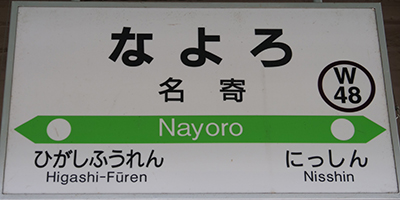 なよろ
名寄
W
48
Nayoro
ひがしふうれん
Higashi-Fūren
にっしん
Nisshin